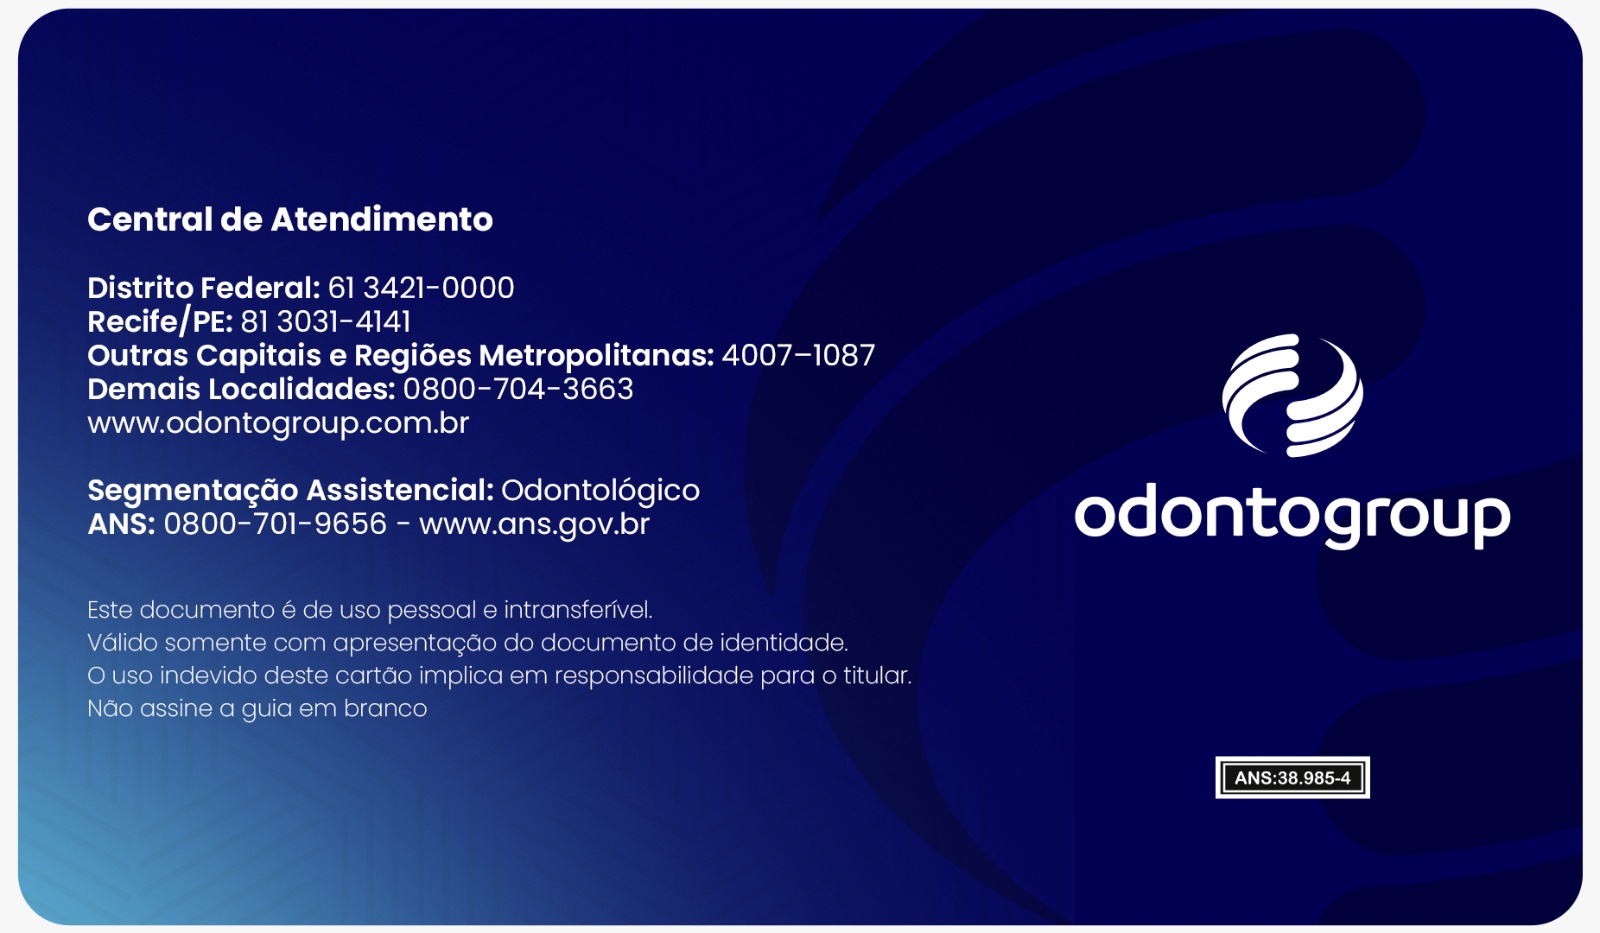 Central de Atendimento
Distrito Federal: 61 3421-0000
Recife/PE: 81 3031-4141
Outras Capitais e Regiões Metropolitanas: 4007–1087
Demais Localidades: 0800-704-3663
www.odontogroup.com.br
Segmentação Assistencial: Odontológico
ANS: 0800-701-9656 - www.ans.gov.br
Este documento é de uso pessoal e intransferível.
Válido somente com apresentação do documento de identidade.
O uso indevido deste cartão implica em responsabilidade para o titular.
Não assine a guia em branco
odontogroup
ANS:38.985-4